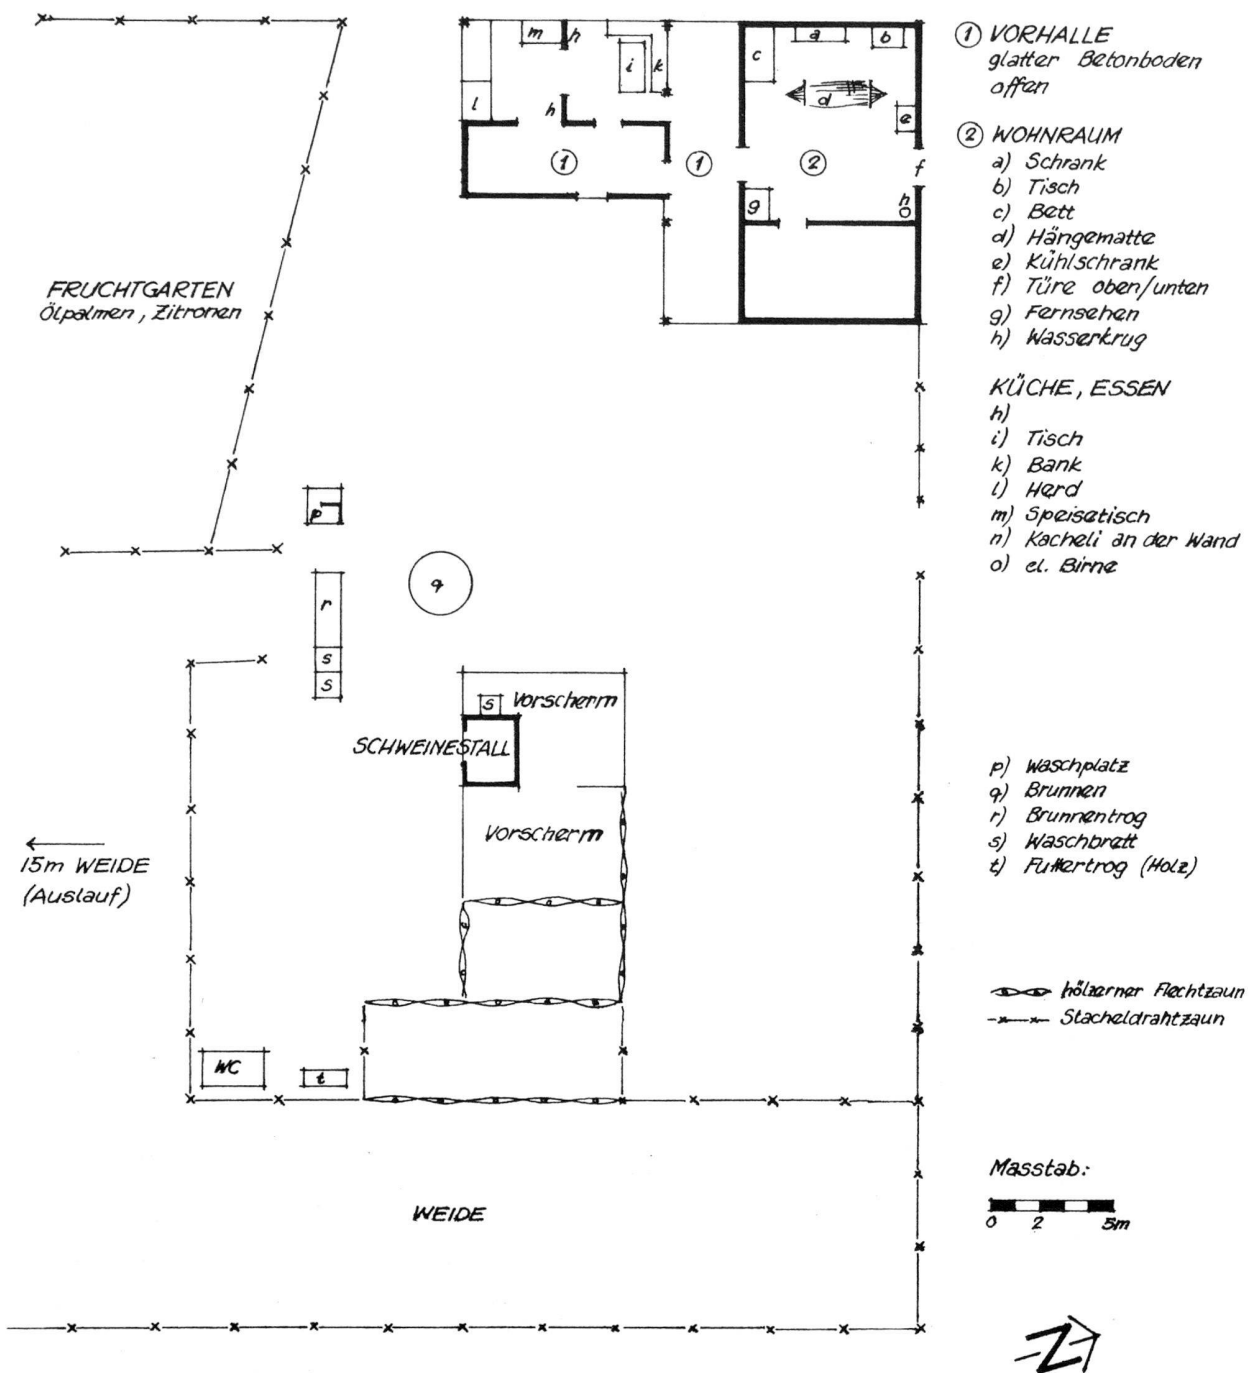 ① VORHALLE
glatter Betonboden
offen
② WOHNRAUM
a) Schrank
b) Tisch
c) Bett
d) Hängematte
e) Kühlschrank
f) Türe oben/unten
g) Fernsehen
h) Wasserkrug
KÜCHE, ESSEN
h)
i) Tisch
k) Bank
l) Herd
m) Speisetisch
n) Kacheli an der Wand
o) el. Birne
p) Waschplatz
q) Brunnen
r) Brunnentrog
s) Waschbrett
t) Futtertrog (Holz)
hölzerner Flechtzaun
Stacheldrahtzaun
Masstab:
0 2 5m
N
m
h
i
k
l
h
①
①
a
b
c
d
e
②
f
g
h
FRUCHTGARTEN
Ölpalmen, Zitronen
p
q
r
s
s
s
Vorscherm
SCHWEINESTALL
Vorscherm
15m WEIDE
(Auslauf)
WC
t
WEIDE